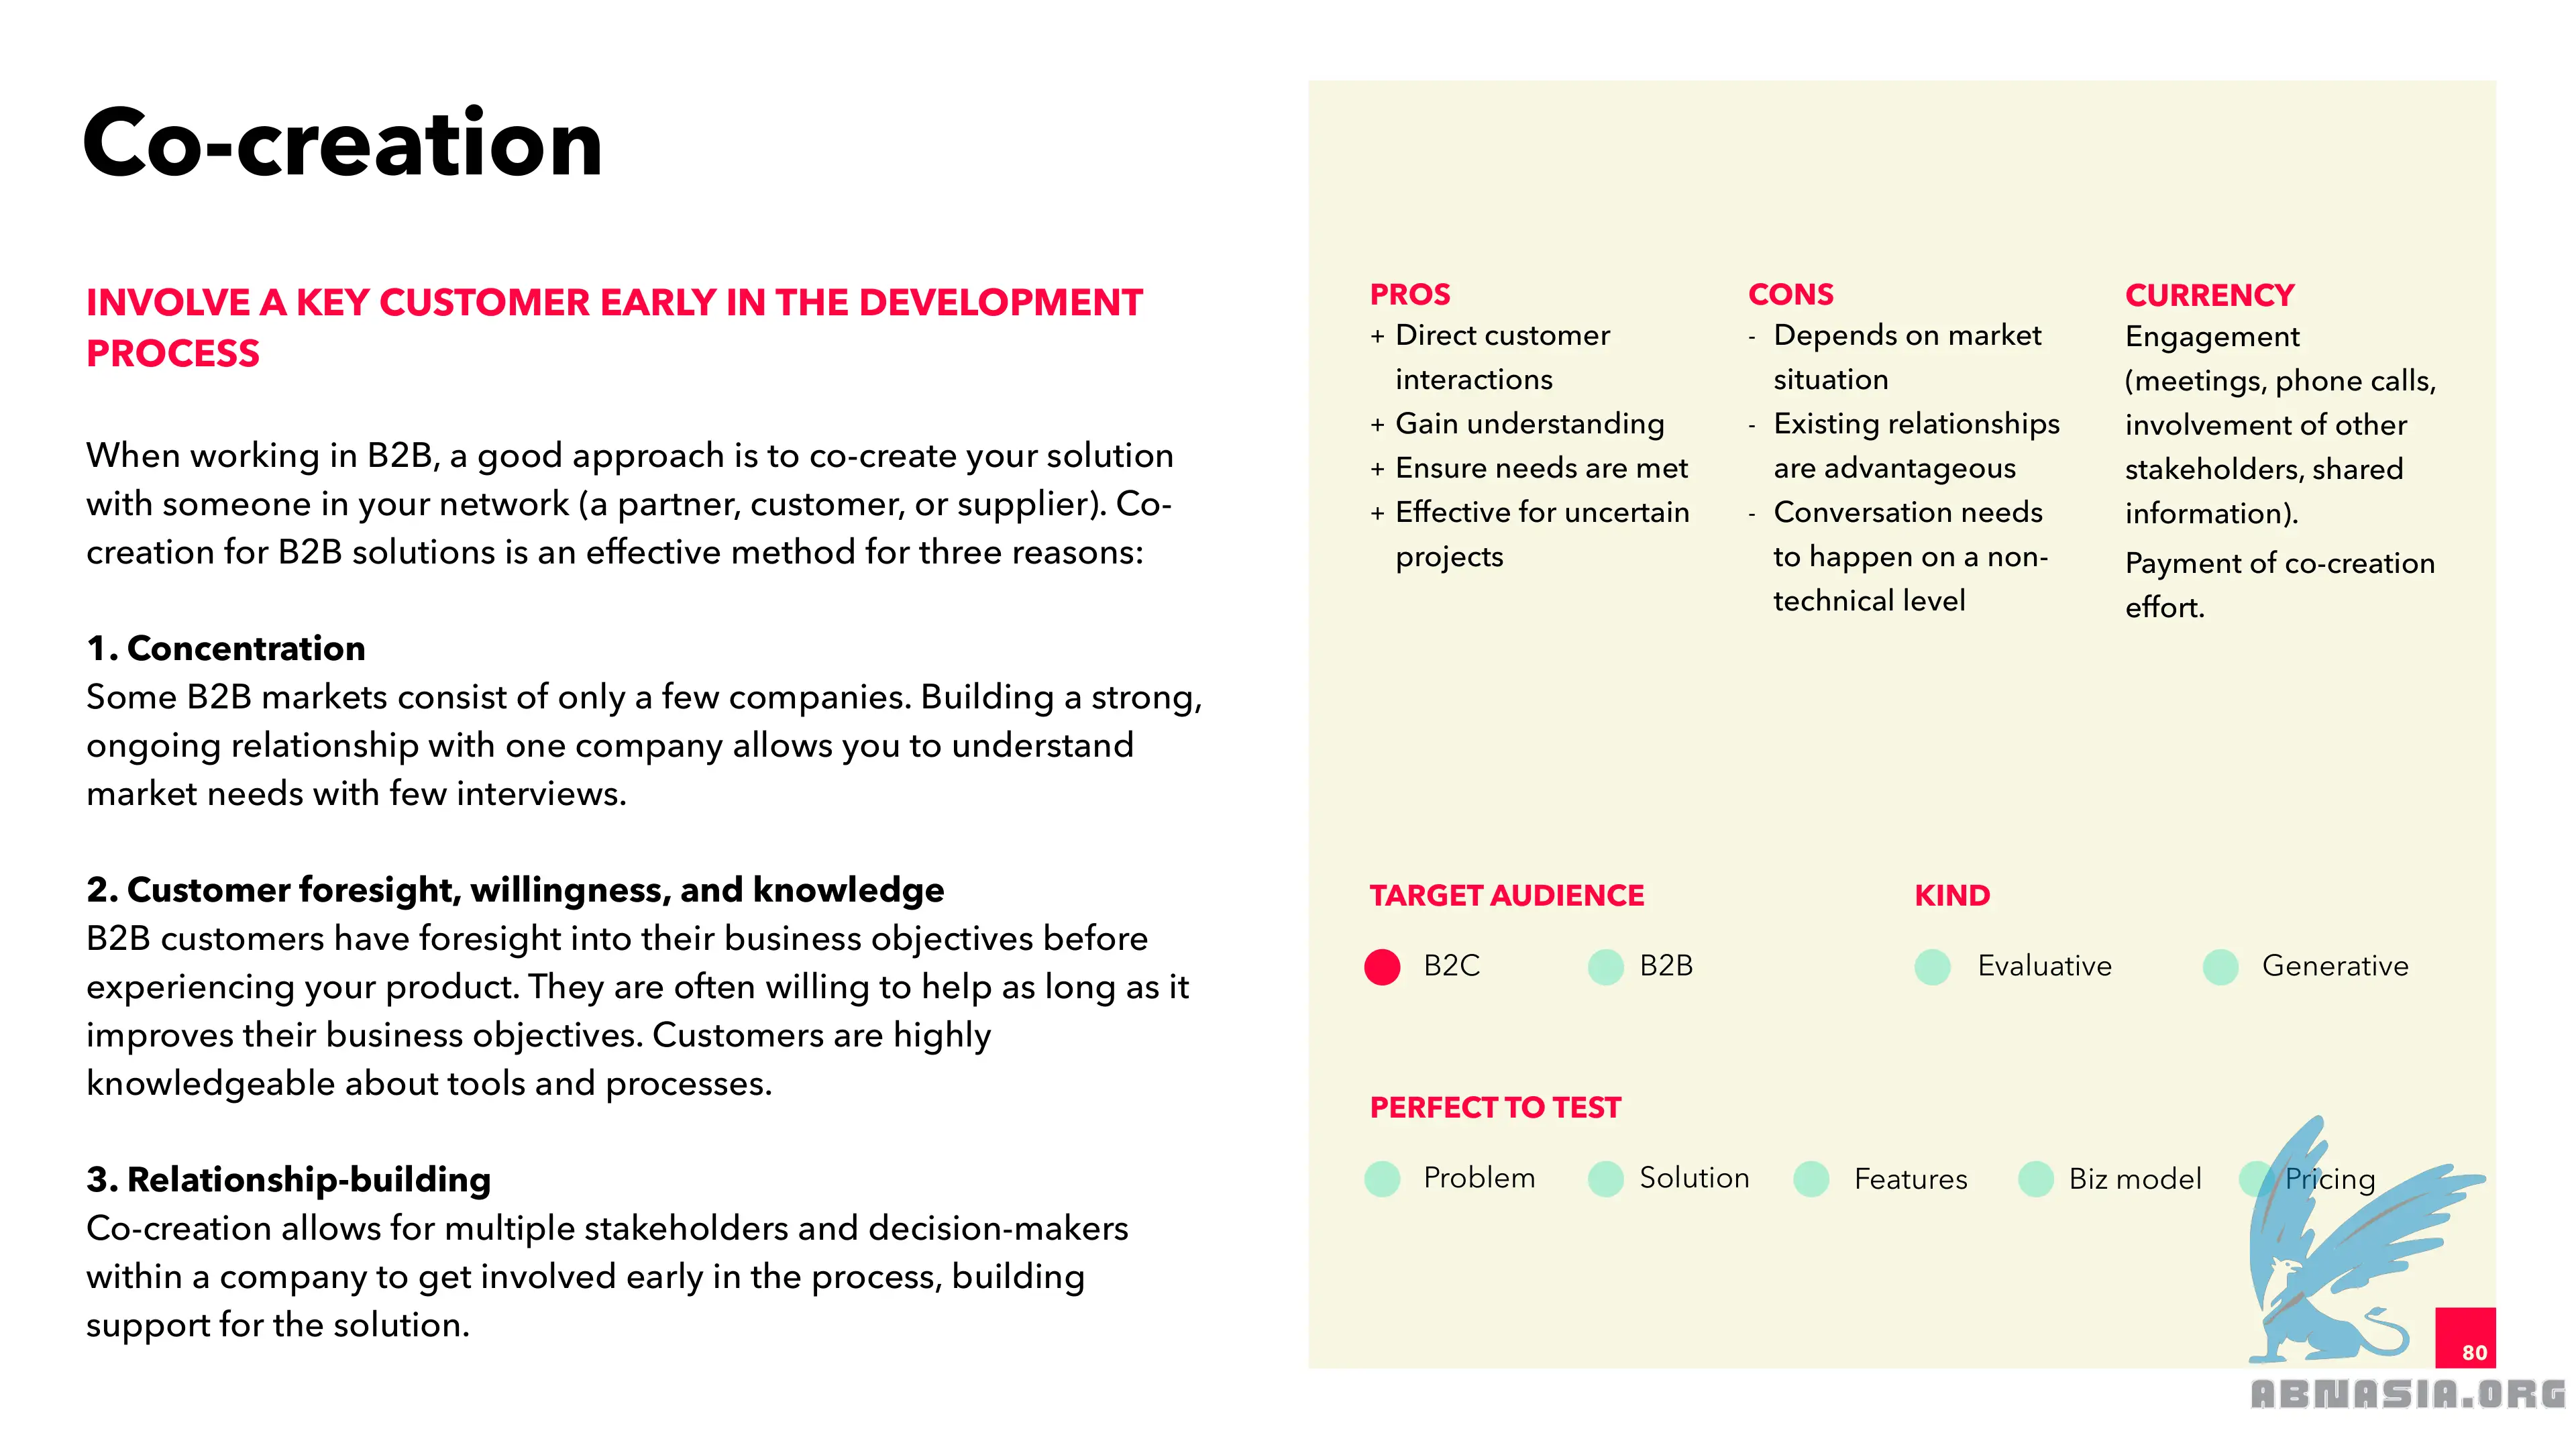 Co-creation
INVOLVE A KEY CUSTOMER EARLY IN THE DEVELOPMENT
PROCESS
When working in B2B, a good approach is to co-create your solution
with someone in your network (a partner, customer, or supplier). Co-
creation for B2B solutions is an effective method for three reasons:
1. Concentration
Some B2B markets consist of only a few companies. Building a strong,
ongoing relationship with one company allows you to understand
market needs with few interviews.
2. Customer foresight, willingness, and knowledge
B2B customers have foresight into their business objectives before
experiencing your product. They are often willing to help as long as it
improves their business objectives. Customers are highly
knowledgeable about tools and processes.
3. Relationship-building
Co-creation allows for multiple stakeholders and decision-makers
within a company to get involved early in the process, building
support for the solution.
PROS
+ Direct customer
interactions
+ Gain understanding
+ Ensure needs are met
+ Effective for uncertain
projects
CONS
- Depends on market
situation
- Existing relationships
are advantageous
- Conversation needs
to happen on a non-
technical level
CURRENCY
Engagement
(meetings, phone calls,
involvement of other
stakeholders, shared
information).
Payment of co-creation
effort.
TARGET AUDIENCE
B2C B2B
KIND
Evaluative Generative
PERFECT TO TEST
Problem Solution Features Biz model Pricing
80
ABNASIA.ORG